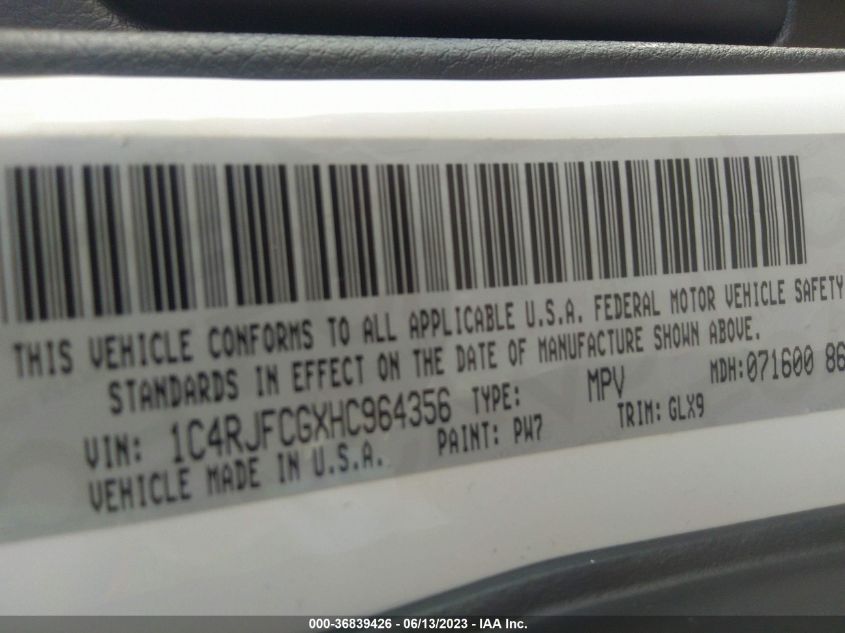 THIS VEHICLE CONFORMS TO ALL APPLICABLE U.S.A. FEDERAL MOTOR VEHICLE SAFETY
STANDARDS IN EFFECT ON THE DATE OF MANUFACTURE SHOWN ABOVE.
VIN: 1C4RJFCGXHC964356 TYPE: MPV MDH:071600 86
VEHICLE MADE IN U.S.A. PAINT: PW7 TRIM: GLX9
000-36839426 - 06/13/2023 - © IAA Inc.